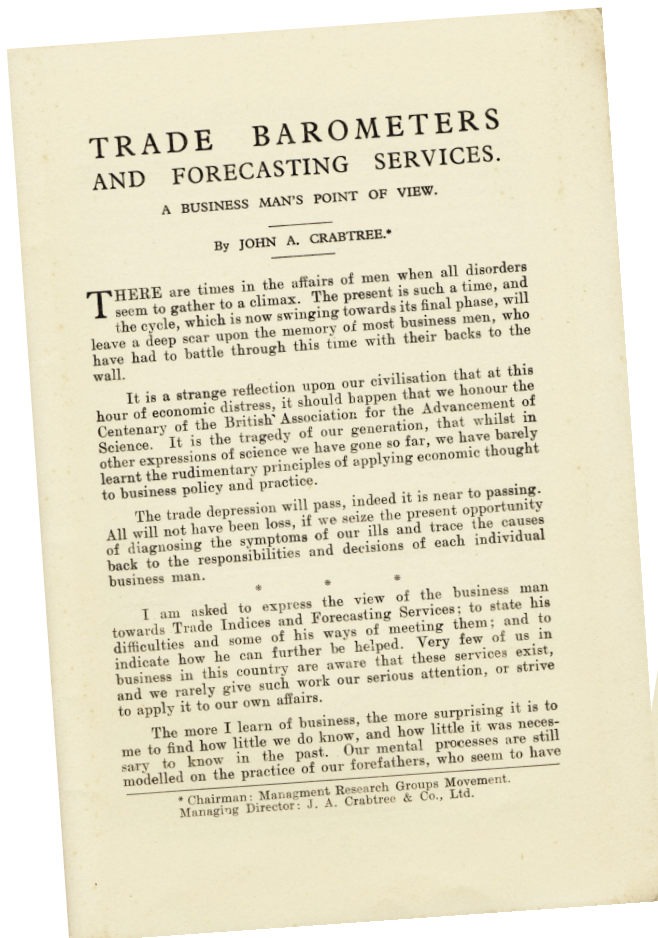 TRADE BAROMETERS
AND FORECASTING SERVICES.
A BUSINESS MAN'S POINT OF VIEW.
By JOHN A. CRABTREE.*
THERE are times in the affairs of men when all disorders
seem to gather to a climax. The present is such a time, and
the cycle, which is now swinging towards its final phase, will
leave a deep scar upon the memory of most business men, who
have had to battle through this time with their backs to the
wall.
It is a strange reflection upon our civilisation that at this
hour of economic distress, it should happen that we honour the
Centenary of the British Association for the Advancement of
Science. It is the tragedy of our generation, that whilst in
other expressions of science we have gone so far, we have barely
learnt the rudimentary principles of applying economic thought
to business policy and practice.
The trade depression will pass, indeed it is near to passing.
All will not have been loss, if we seize the present opportunity
of diagnosing the symptoms of our ills and trace the causes
back to the responsibilities and decisions of each individual
business man.
* * *
I am asked to express the view of the business man
towards Trade Indices and Forecasting Services; to state his
difficulties and some of his ways of meeting them; and to
indicate how he can further be helped. Very few of us in
business in this country are aware that these services exist,
and we rarely give such work our serious attention, or strive
to apply it to our own affairs.
The more I learn of business, the more surprising it is to
me to find how little we do know, and how little it was neces-
sary to know in the past. Our mental processes are still
modelled on the practice of our forefathers, who seem to have
* Chairman: Managment Research Groups Movement.
Managing Director: J. A. Crabtree & Co., Ltd.